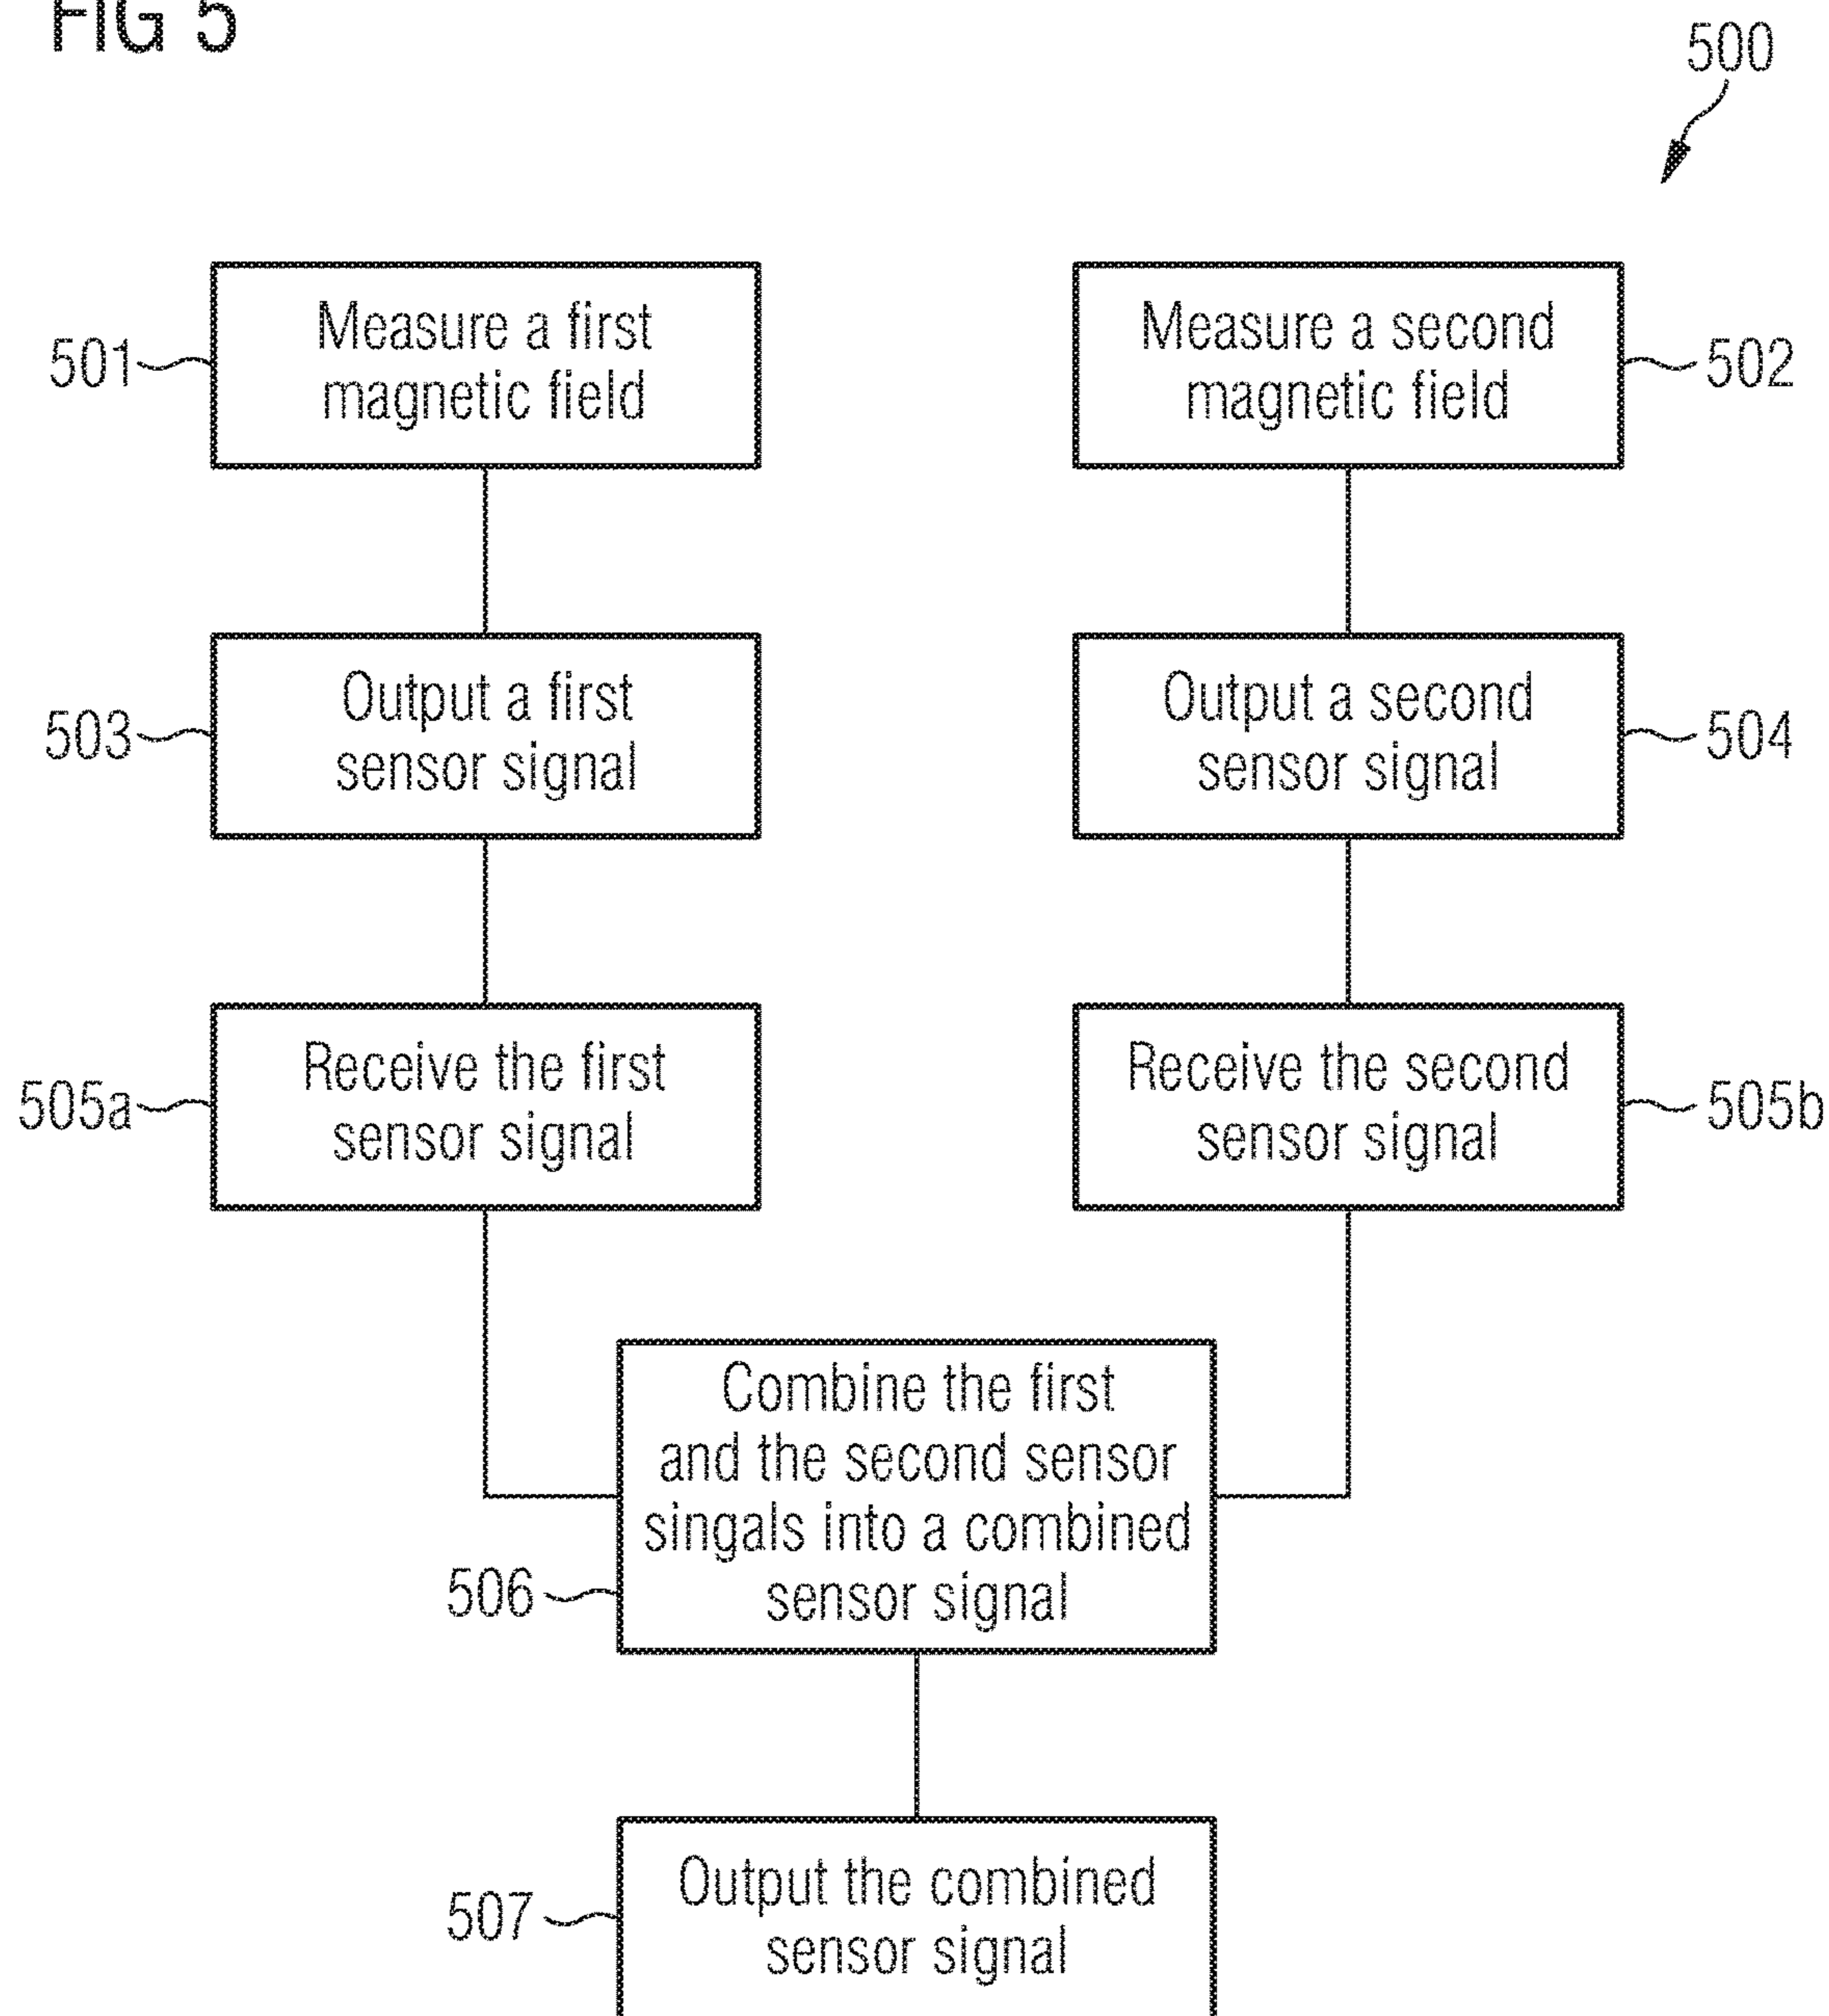 FIG 5
500
501
Measure a first
magnetic field
Measure a second
magnetic field
502
503
Output a first
sensor signal
Output a second
sensor signal
504
505a
Receive the first
sensor signal
Receive the second
sensor signal
505b
Combine the first
and the second sensor
singals into a combined
sensor signal
506
507
Output the combined
sensor signal